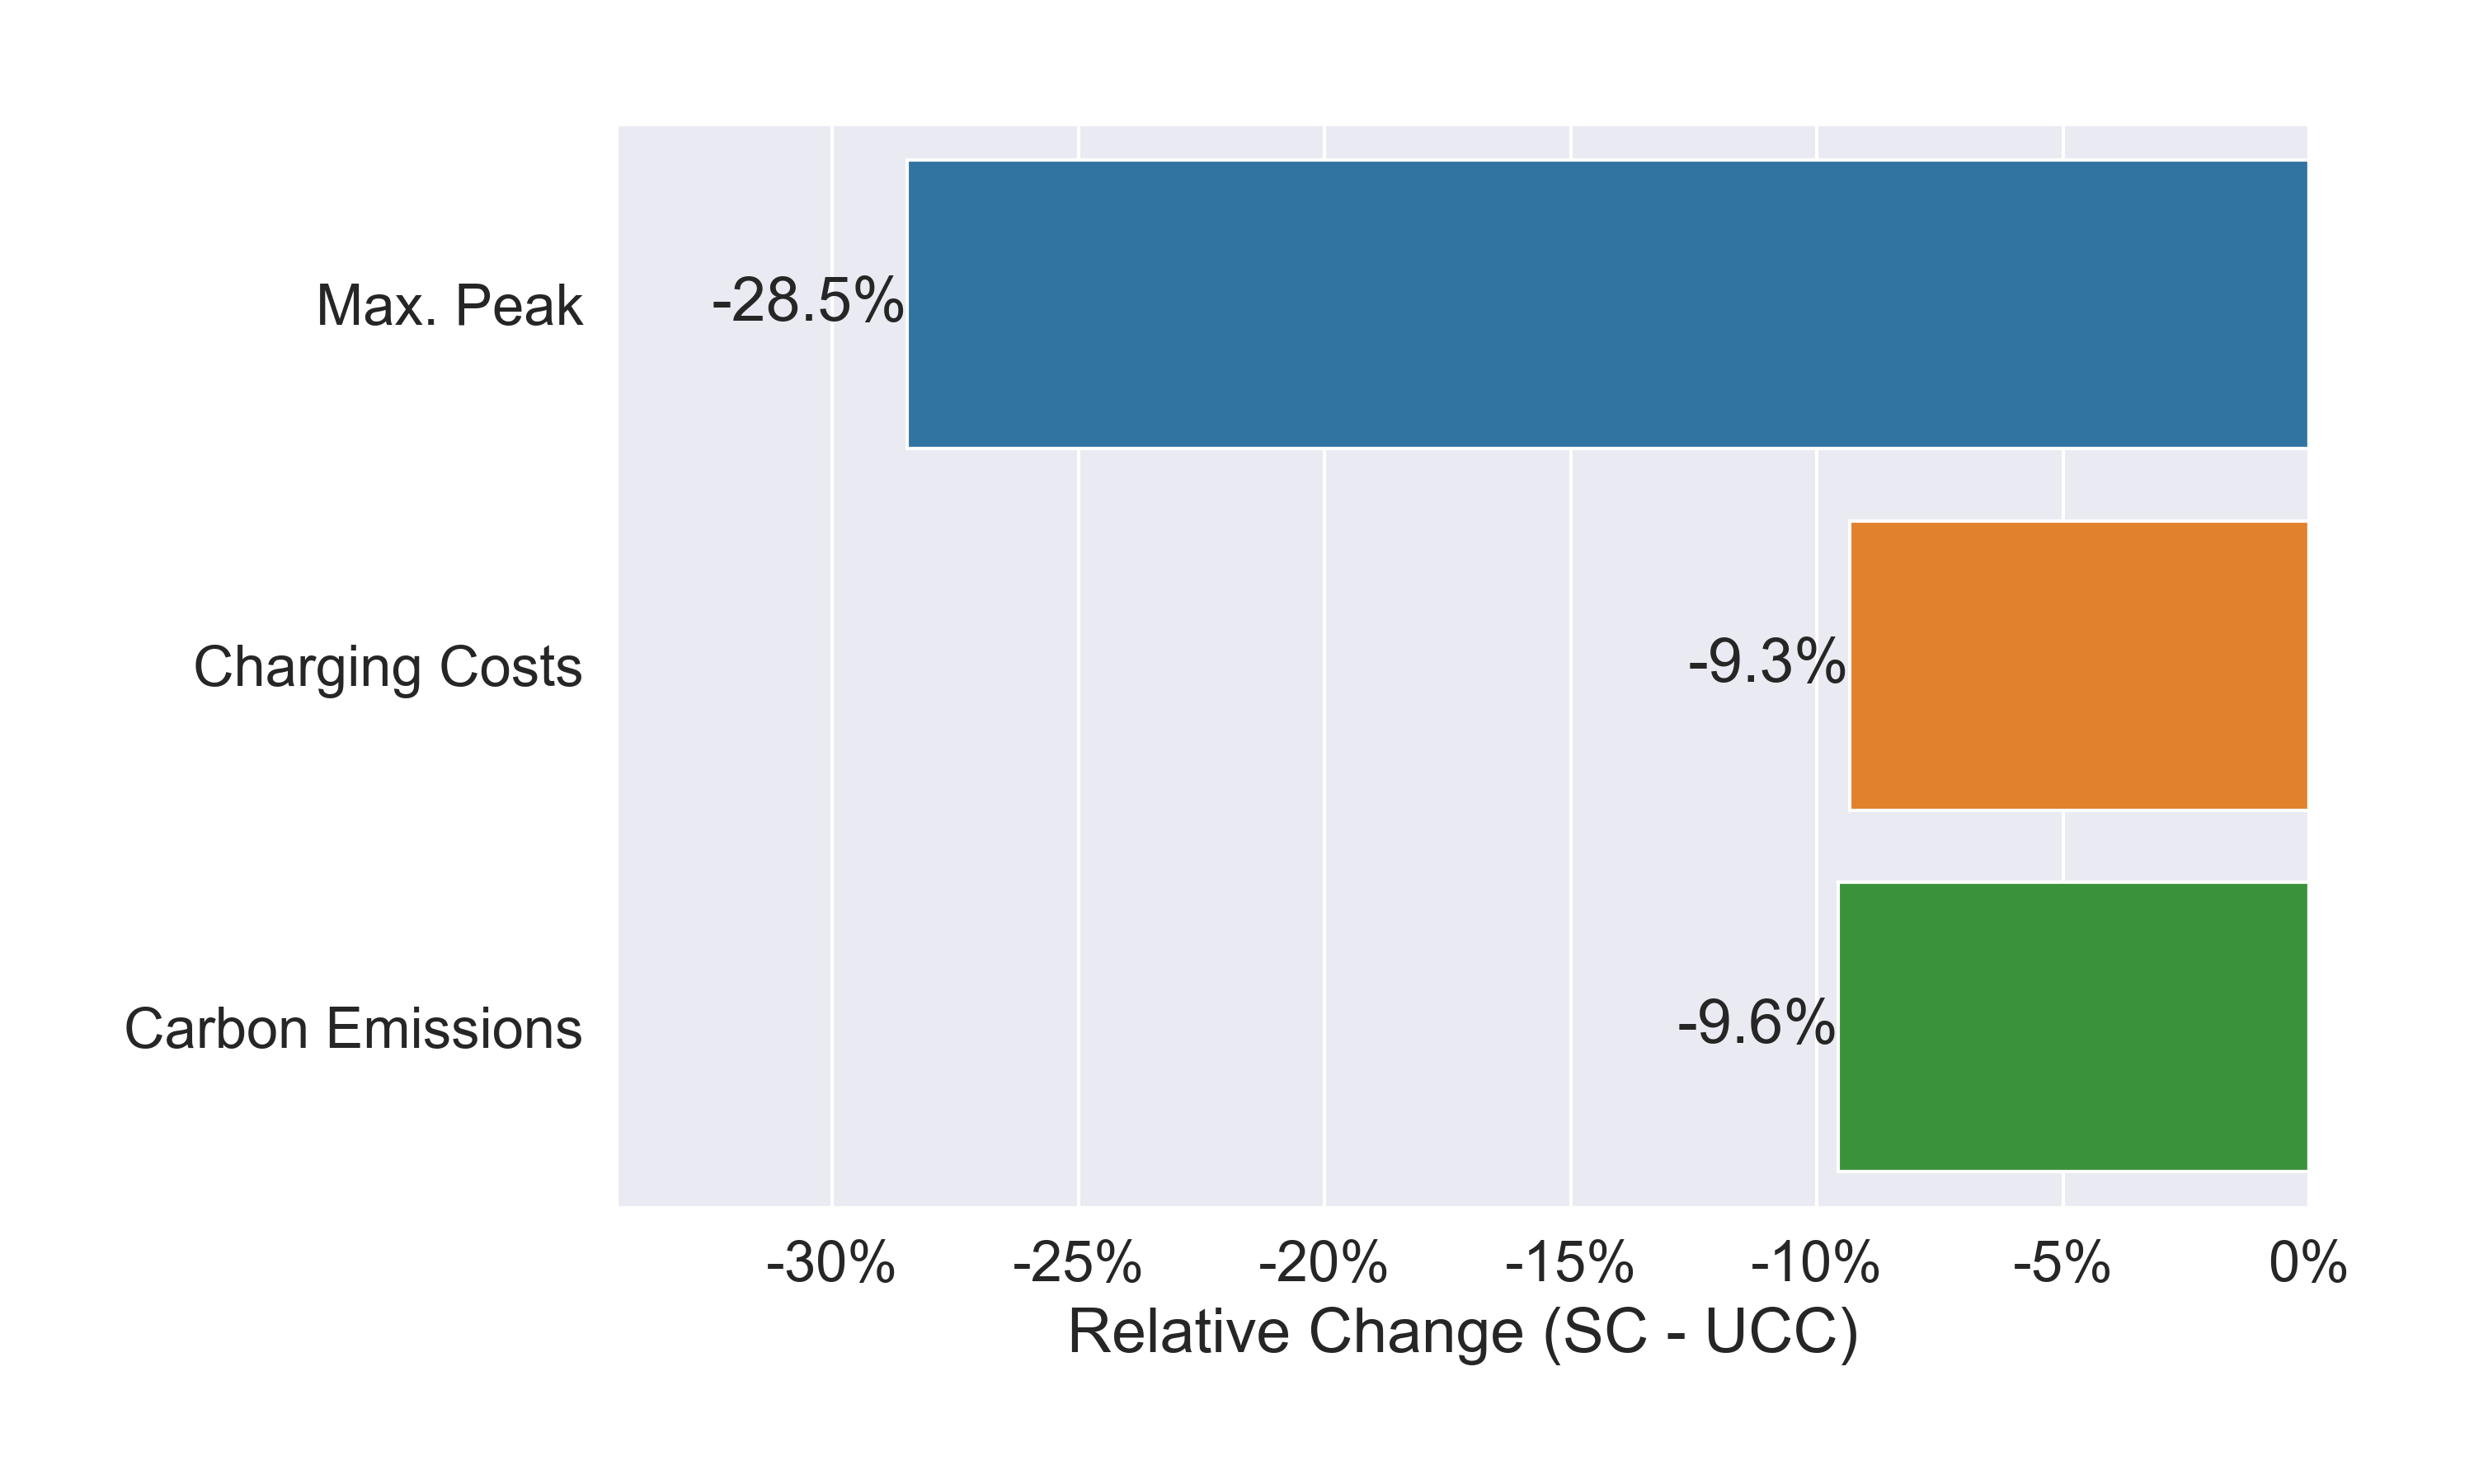 Max. Peak
-28.5%
Charging Costs
-9.3%
Carbon Emissions
-9.6%
-30% -25% -20% -15% -10% -5% 0%
Relative Change (SC - UCC)